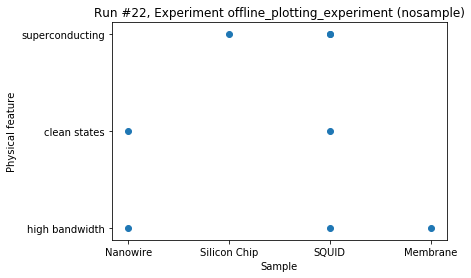 Run #22, Experiment offline_plotting_experiment (nosample)
superconducting
clean states
high bandwidth
Physical feature
Nanowire Silicon Chip SQUID Membrane
Sample